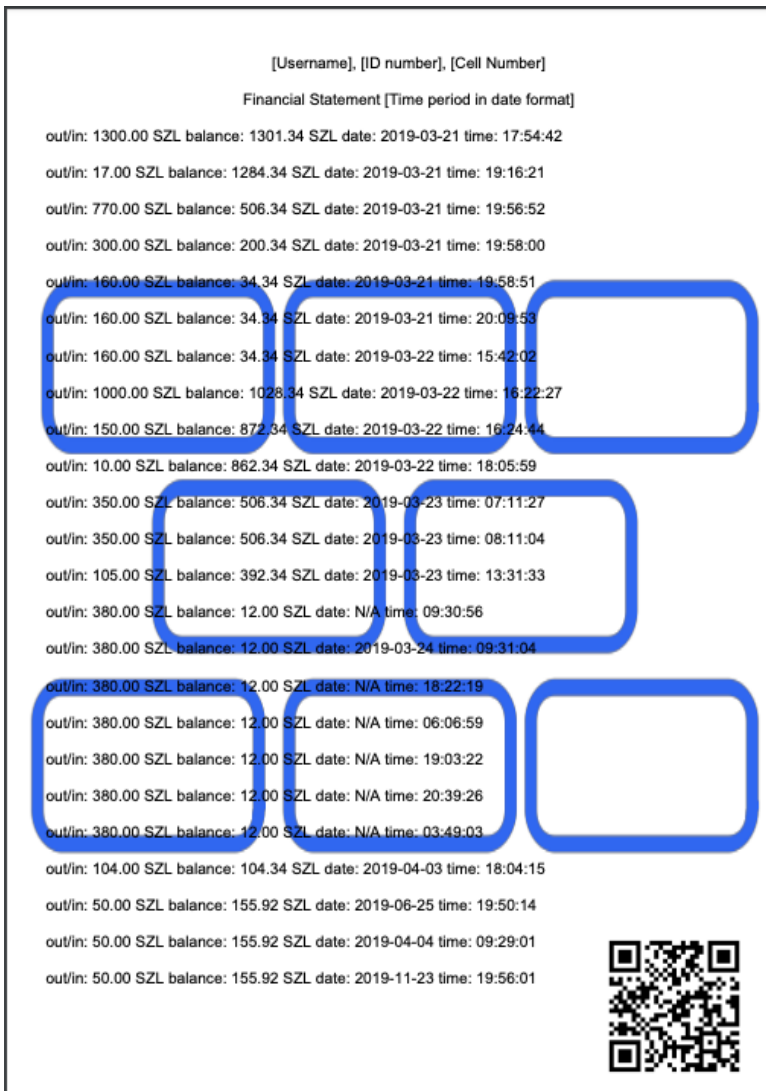 [Username], [ID number], [Cell Number]
Financial Statement [Time period in date format]
out/in: 1300.00 SZL balance: 1301.34 SZL date: 2019-03-21 time: 17:54:42
out/in: 17.00 SZL balance: 1284.34 SZL date: 2019-03-21 time: 19:16:21
out/in: 770.00 SZL balance: 506.34 SZL date: 2019-03-21 time: 19:56:52
out/in: 300.00 SZL balance: 200.34 SZL date: 2019-03-21 time: 19:58:00
out/in: 160.00 SZL balance: 34.34 SZL date: 2019-03-21 time: 19:58:51
out/in: 160.00 SZL balance: 34.34 SZL date: 2019-03-21 time: 20:09:53
out/in: 160.00 SZL balance: 34.34 SZL date: 2019-03-22 time: 15:42:02
out/in: 1000.00 SZL balance: 1028.34 SZL date: 2019-03-22 time: 16:22:27
out/in: 150.00 SZL balance: 872.34 SZL date: 2019-03-22 time: 16:24:44
out/in: 10.00 SZL balance: 862.34 SZL date: 2019-03-22 time: 18:05:59
out/in: 350.00 SZL balance: 506.34 SZL date: 2019-03-23 time: 07:11:27
out/in: 350.00 SZL balance: 506.34 SZL date: 2019-03-23 time: 08:11:04
out/in: 105.00 SZL balance: 392.34 SZL date: 2019-03-23 time: 13:31:33
out/in: 380.00 SZL balance: 12.00 SZL date: N/A time: 09:30:56
out/in: 380.00 SZL balance: 12.00 SZL date: 2019-03-24 time: 09:31:04
out/in: 380.00 SZL balance: 12.00 SZL date: N/A time: 18:22:19
out/in: 380.00 SZL balance: 12.00 SZL date: N/A time: 06:06:59
out/in: 380.00 SZL balance: 12.00 SZL date: N/A time: 19:03:22
out/in: 380.00 SZL balance: 12.00 SZL date: N/A time: 20:39:26
out/in: 380.00 SZL balance: 12.00 SZL date: N/A time: 03:49:03
out/in: 104.00 SZL balance: 104.34 SZL date: 2019-04-03 time: 18:04:15
out/in: 50.00 SZL balance: 155.92 SZL date: 2019-06-25 time: 19:50:14
out/in: 50.00 SZL balance: 155.92 SZL date: 2019-04-04 time: 09:29:01
out/in: 50.00 SZL balance: 155.92 SZL date: 2019-11-23 time: 19:56:01